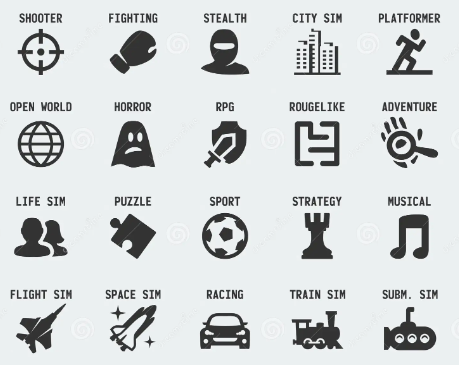 SHOOTER FIGHTING STEALTH CITY SIM PLATFORMER
OPEN WORLD HORROR RPG ROUGELIKE ADVENTURE
LIFE SIM PUZZLE SPORT STRATEGY MUSICAL
FLIGHT SIM SPACE SIM RACING TRAIN SIM SUBM. SIM